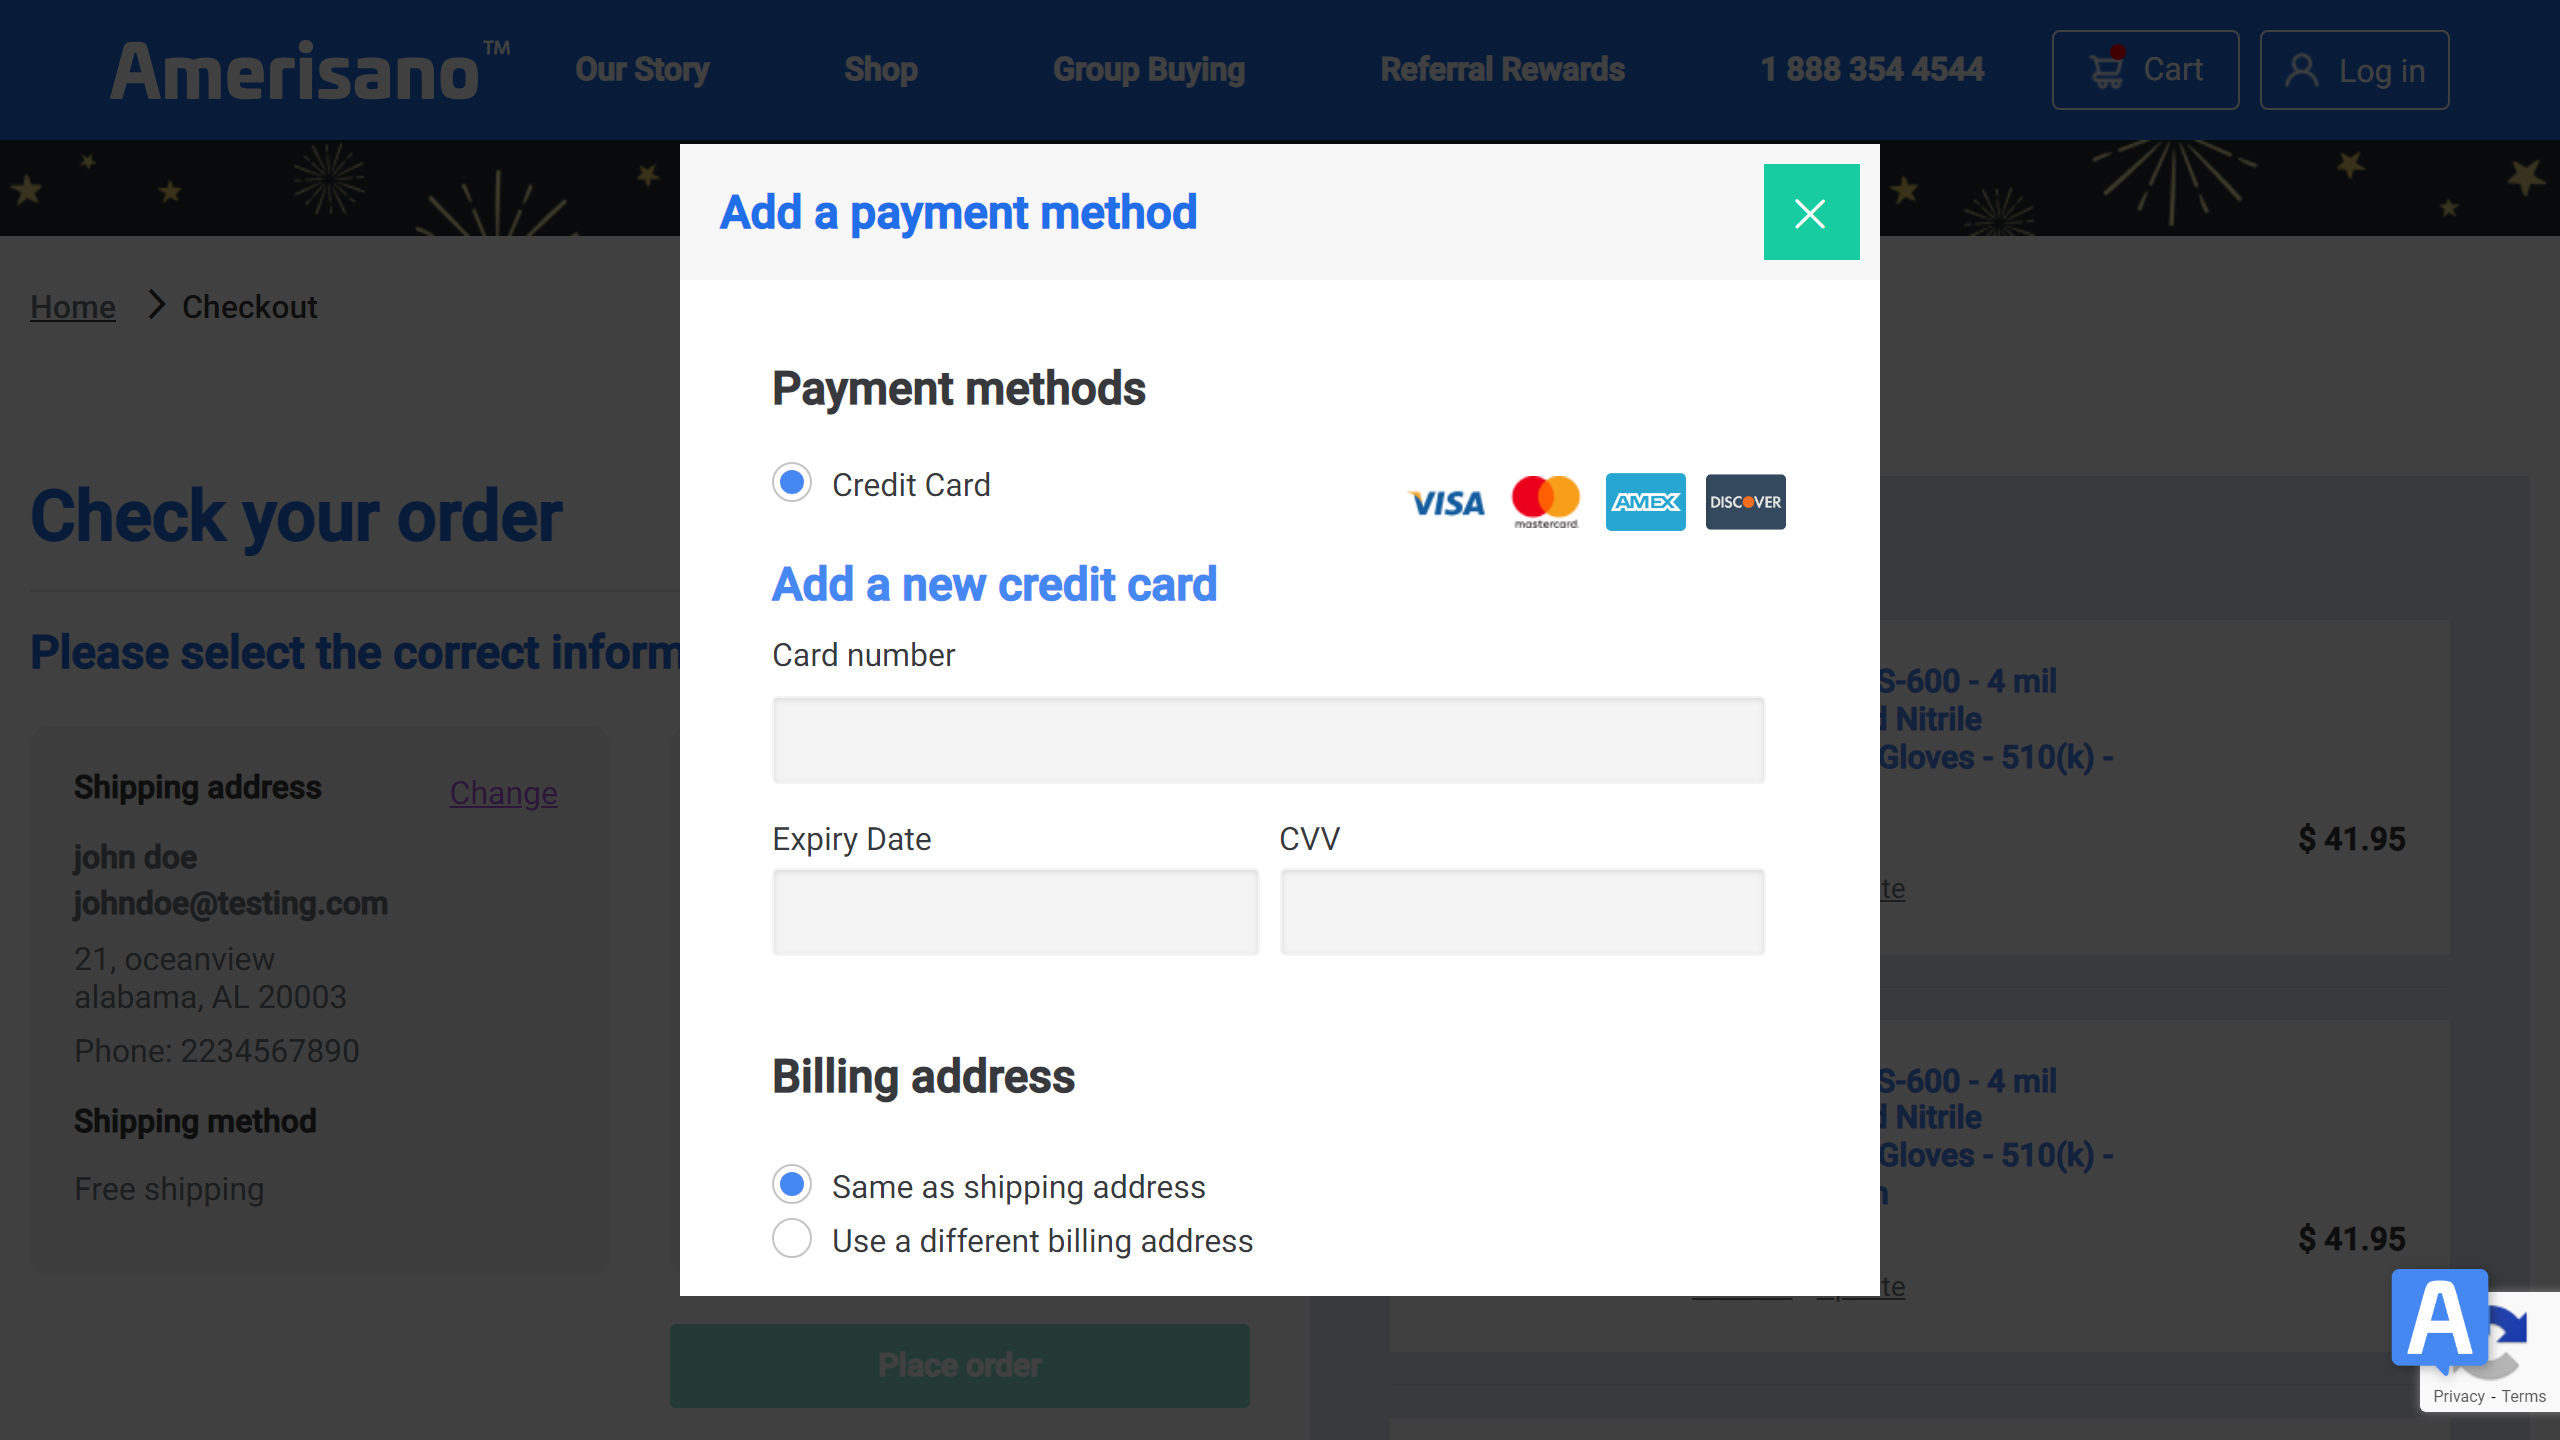 Amerisano™
Our Story
Shop
Group Buying
Referral Rewards
1 888 354 4544
Cart
Log in
Home
Checkout
Check your order
Please select the correct
Shipping address
Change
john doe
johndoe@testing.com
21, oceanview
alabama, AL 20003
Phone: 2234567890
Shipping method
Free shipping
Add a payment method
Payment methods
Credit Card
VISA
mastercard
AMEX
DISCOVER
Add a new credit card
Card number
Expiry Date
CVV
Billing address
Same as shipping address
Use a different billing address
Place order
S-600 - 4 mil
Nitrile
Gloves - 510(k) -
$ 41.95
S-600 - 4 mil
Nitrile
Gloves - 510(k) -
$ 41.95
A
Privacy - Terms